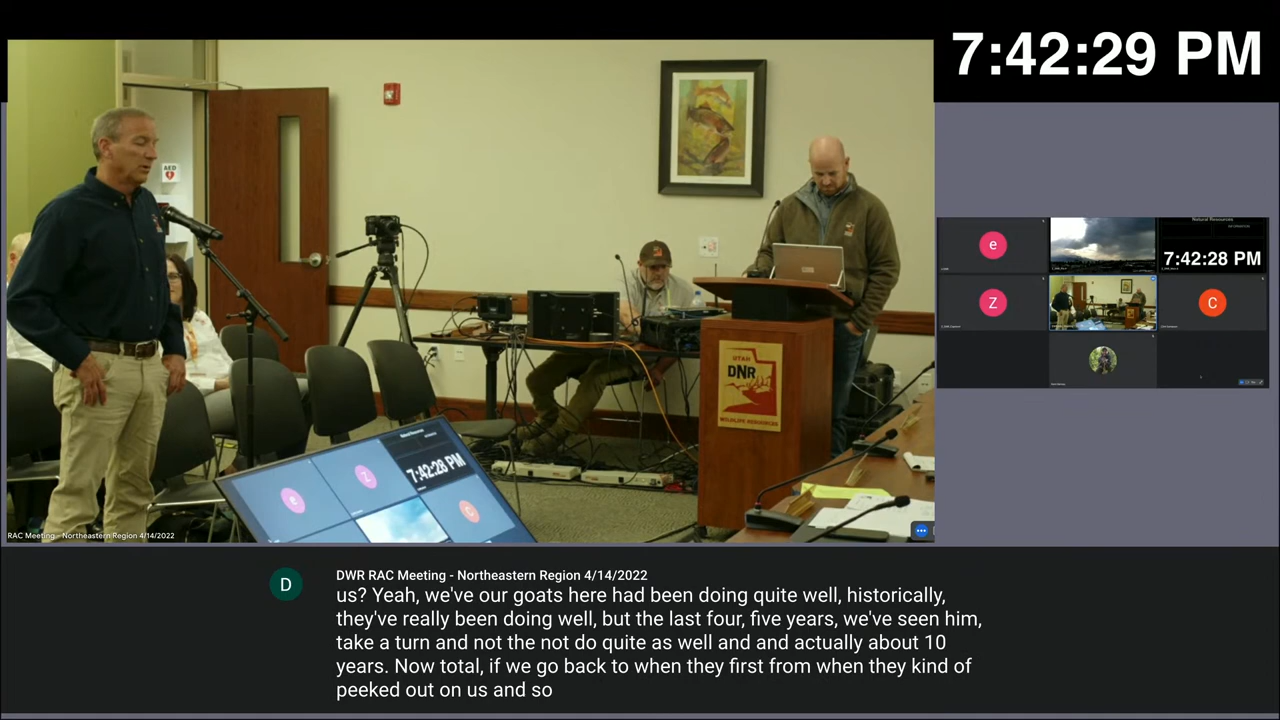 7:42:29 PM
AED
UTAH
DNR
WILDLIFE RESOURCES
e
Z
7:42:28 PM
C
RAC Meeting - Northeastern Region 4/14/2022
e
Natural Resources
7:42:28 PM
Z
C
D
DWR RAC Meeting - Northeastern Region 4/14/2022
us? Yeah, we've our goats here had been doing quite well, historically,
they've really been doing well, but the last four, five years, we've seen him,
take a turn and not the not do quite as well and and actually about 10
years. Now total, if we go back to when they first from when they kind of
peeked out on us and so